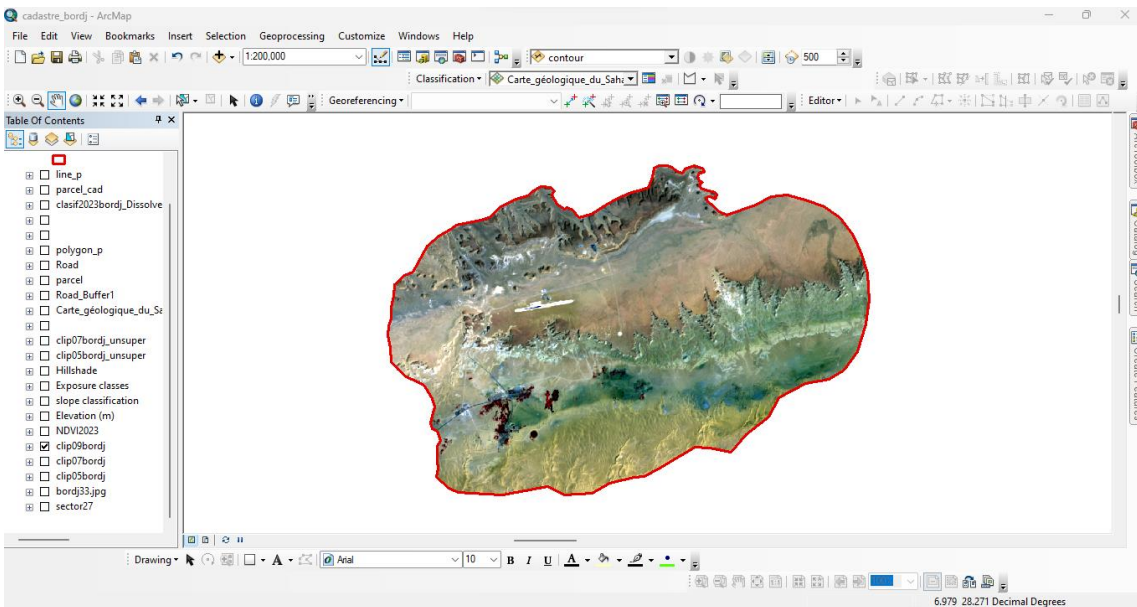 cadastre_bordj - ArcMap
File Edit View Bookmarks Insert Selection Geoprocessing Customize Windows Help
1:200,000
contour
500
Classification
Carte_géologique_du_Saha
Georeferencing
Editor
Table Of Contents
line_p
parcel_cad
clasif2023bordj_Dissolve
polygon_p
Road
parcel
Road_Buffer1
Carte_géologique_du_Sa
clip07bordj_unsuper
clip05bordj_unsuper
Hillshade
Exposure classes
slope classification
Elevation (m)
NDVI2023
clip09bordj
clip07bordj
clip05bordj
bordj33.jpg
sector27
Drawing
A
Arial
10
B I U A
6.979 28.271 Decimal Degrees